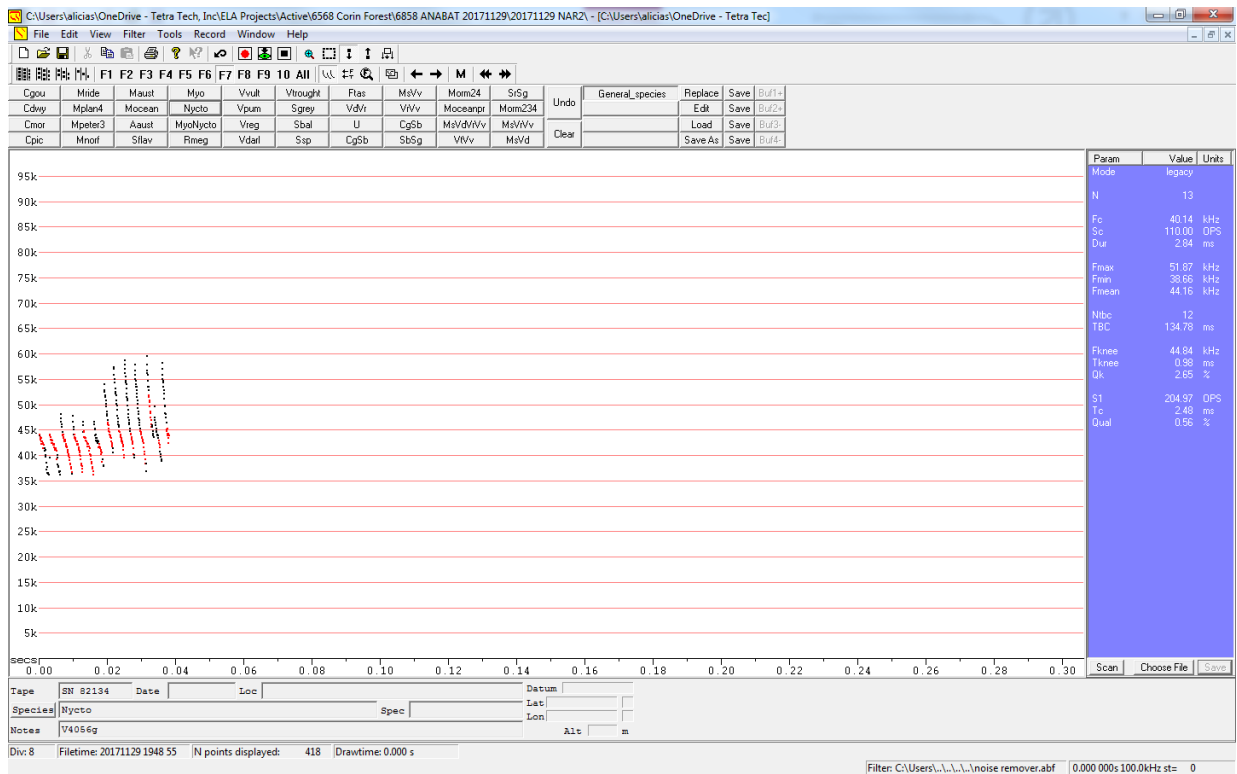 C:\Users\alicias\OneDrive - Tetra Tech, Inc\ELA Projects\Active\6568 Corin Forest\6858 ANABAT 20171129\20171129 NAR2\ - [C:\Users\alicias\OneDrive - Tetra Tec]
File Edit View Filter Tools Record Window Help
F1 F2 F3 F4 F5 F6 F7 F8 F9 10 All M
Cgou Mride Maust Myo Vvult Vtrought Ftas MsVv Morm24 SrSg Undo General_species Replace Save Buf1+
Cdwy Mplan4 Mocean Nycto Vpum Sgrey VdVr VrVv Moceanpr Morm234 Edit Save Buf2+
Cmor Mpeter3 Aaust MyoNycto Vreg Sbal U CgSb MsVdVrVv MsVrVv Clear Load Save Buf3-
Cpic Mnorf Sflav Rmeg Vdarl Ssp CgSb SbSg VfVv MsVd Save As Save Buf4-
Param Value Units
Mode legacy
N 13
Fc 40.14 kHz
Sc 110.00 OPS
Dur 2.84 ms
Fmax 51.87 kHz
Fmin 38.66 kHz
Fmean 44.16 kHz
Ntbc 12
TBC 134.78 ms
Fknee 44.84 kHz
Tknee 0.98 ms
Qk 2.65 %
S1 204.97 OPS
Tc 2.48 ms
Qual 0.56 %
95k
90k
85k
80k
75k
70k
65k
60k
55k
50k
45k
40k
35k
30k
25k
20k
15k
10k
5k
secs
0.00 0.02 0.04 0.06 0.08 0.10 0.12 0.14 0.16 0.18 0.20 0.22 0.24 0.26 0.28 0.30
Scan Choose File Save
Tape SN 82134 Date Loc Datum
Species Nycto Spec Lat
Lon
Notes V4056g Alt m
Div: 8 Filetime: 20171129 1948 55 N points displayed: 418 Drawtime: 0.000 s
Filter: C:\Users\..\..\..\..\noise remover.abf 0.000 000s 100.0kHz st= 0